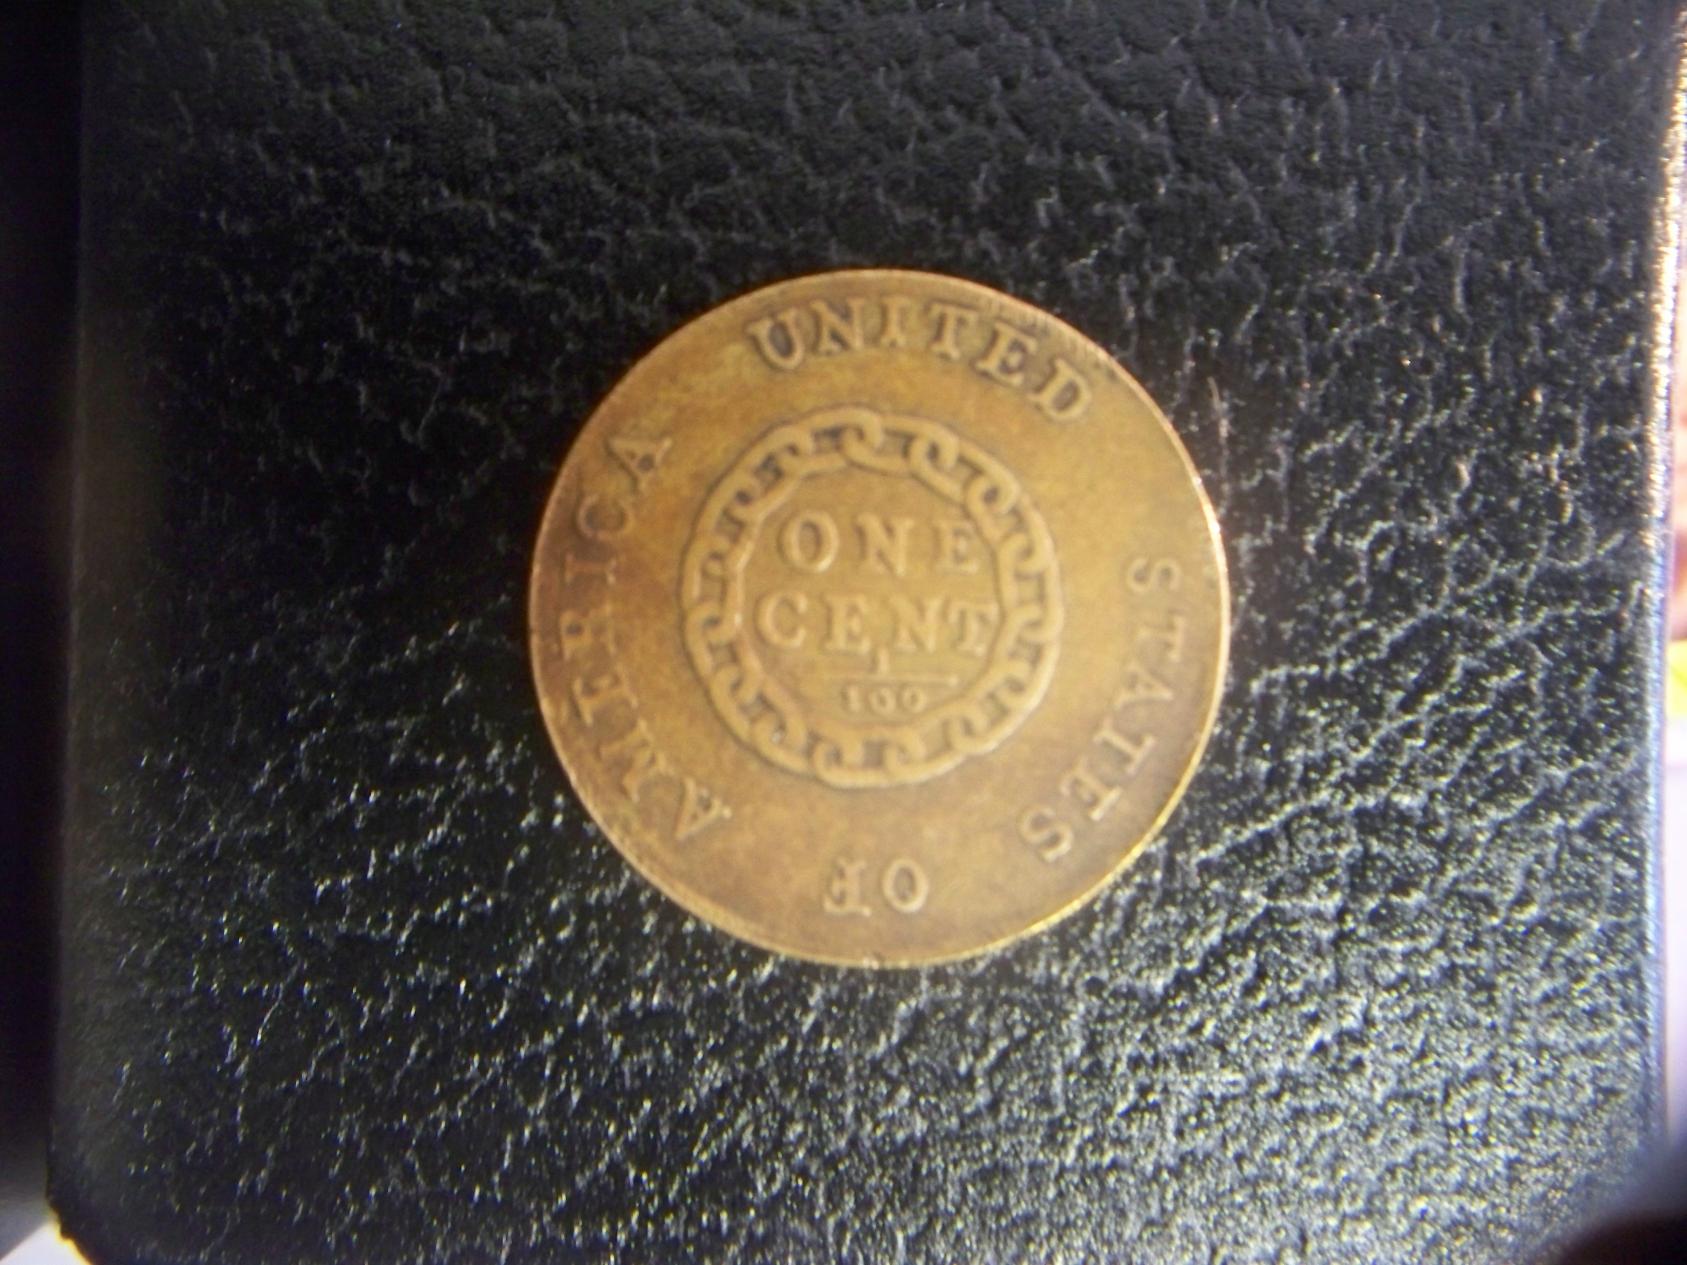 UNITED STATES OF AMERICA
ONE
CENT
1
100